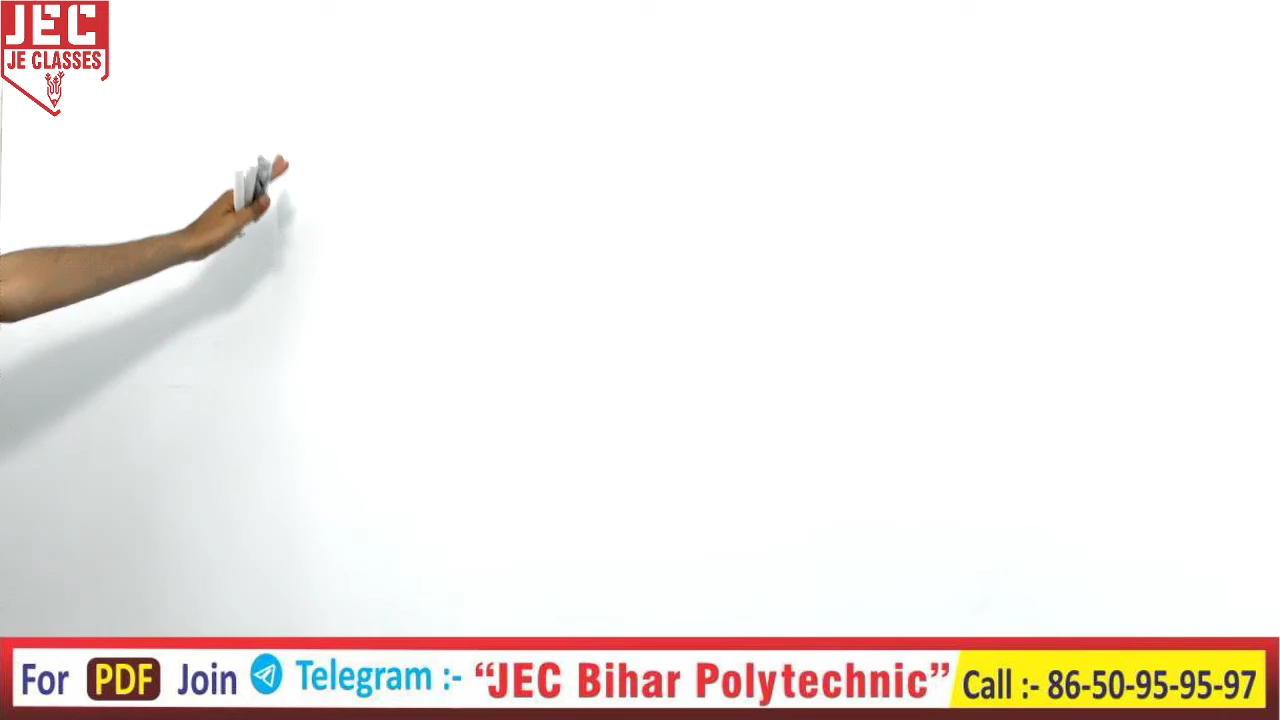 JEC
JE CLASSES
For PDF Join Telegram :- “JEC Bihar Polytechnic” Call :- 86-50-95-95-97